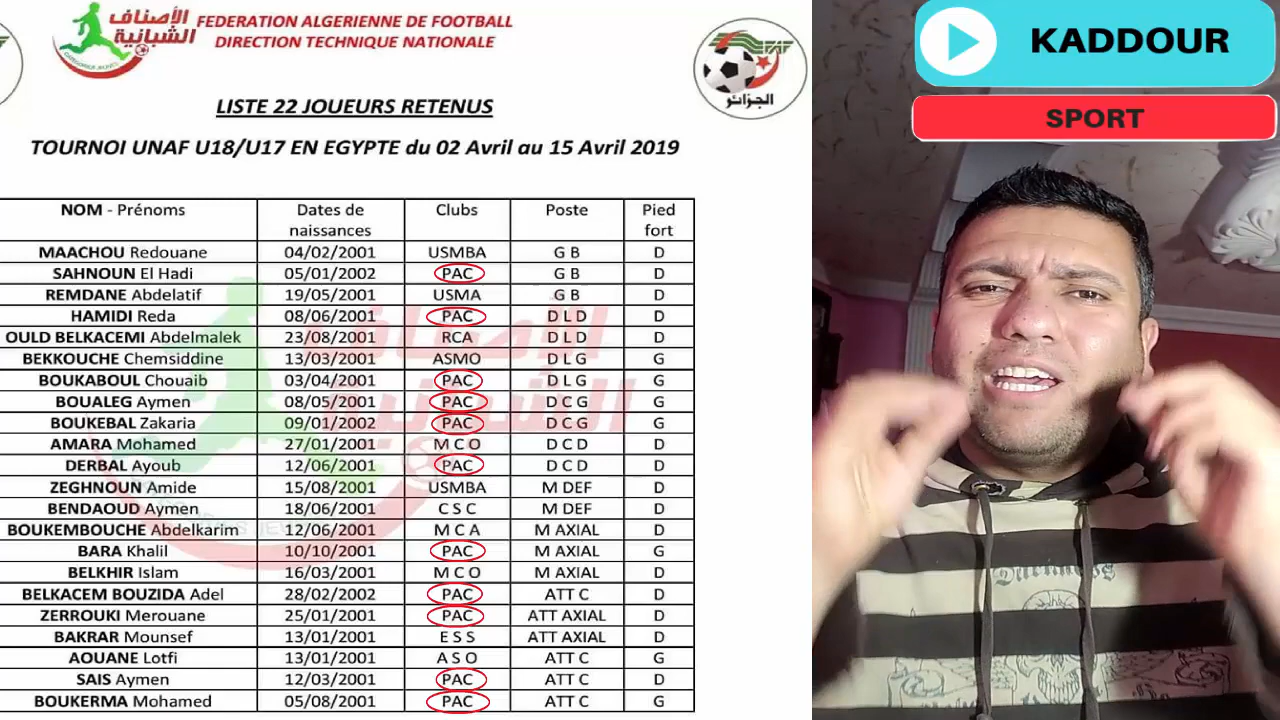 الأصناف
الشبانية
FEDERATION ALGERIENNE DE FOOTBALL
DIRECTION TECHNIQUE NATIONALE
FAF
الجزائر
LISTE 22 JOUEURS RETENUS
TOURNOI UNAF U18/U17 EN EGYPTE du 02 Avril au 15 Avril 2019
NOM - Prénoms Dates de naissances Clubs Poste Pied fort
MAACHOU Redouane 04/02/2001 USMBA G B D
SAHNOUN El Hadi 05/01/2002 PAC G B D
REMDANE Abdelatif 19/05/2001 USMA G B D
HAMIDI Reda 08/06/2001 PAC D L D D
OULD BELKACEMI Abdelmalek 23/08/2001 RCA D L D D
BEKKOUCHE Chemsiddine 13/03/2001 ASMO D L G G
BOUKABOUL Chouaib 03/04/2001 PAC D L G G
BOUALEG Aymen 08/05/2001 PAC D C G G
BOUKEBAL Zakaria 09/01/2002 PAC D C G G
AMARA Mohamed 27/01/2001 M C O D C D D
DERBAL Ayoub 12/06/2001 PAC D C D D
ZEGHNOUN Amide 15/08/2001 USMBA M DEF D
BENDAOUD Aymen 18/06/2001 C S C M DEF D
BOUKEMBOUCHE Abdelkarim 12/06/2001 M C A M AXIAL D
BARA Khalil 10/10/2001 PAC M AXIAL G
BELKHIR Islam 16/03/2001 M C O M AXIAL D
BELKACEM BOUZIDA Adel 28/02/2002 PAC ATT C D
ZERROUKI Merouane 25/01/2001 PAC ATT AXIAL D
BAKRAR Mounsef 13/01/2001 E S S ATT AXIAL D
AOUANE Lotfi 13/01/2001 A S O ATT C G
SAIS Aymen 12/03/2001 PAC ATT C D
BOUKERMA Mohamed 05/08/2001 PAC ATT C G
الأصناف
الشبانية
KADDOUR
SPORT